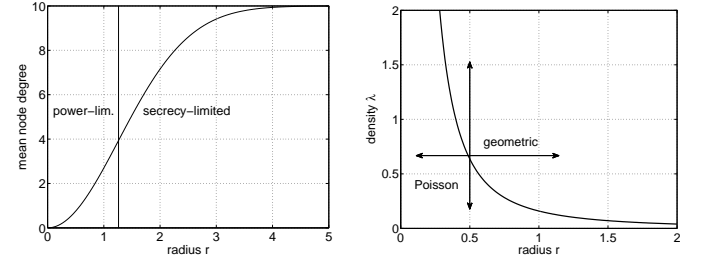 10
8
6
4
2
0
mean node degree
power−lim.
secrecy−limited
0 1 2 3 4 5
radius r
2
1.5
1
0.5
0
density λ
geometric
Poisson
0 0.5 1 1.5 2
radius r